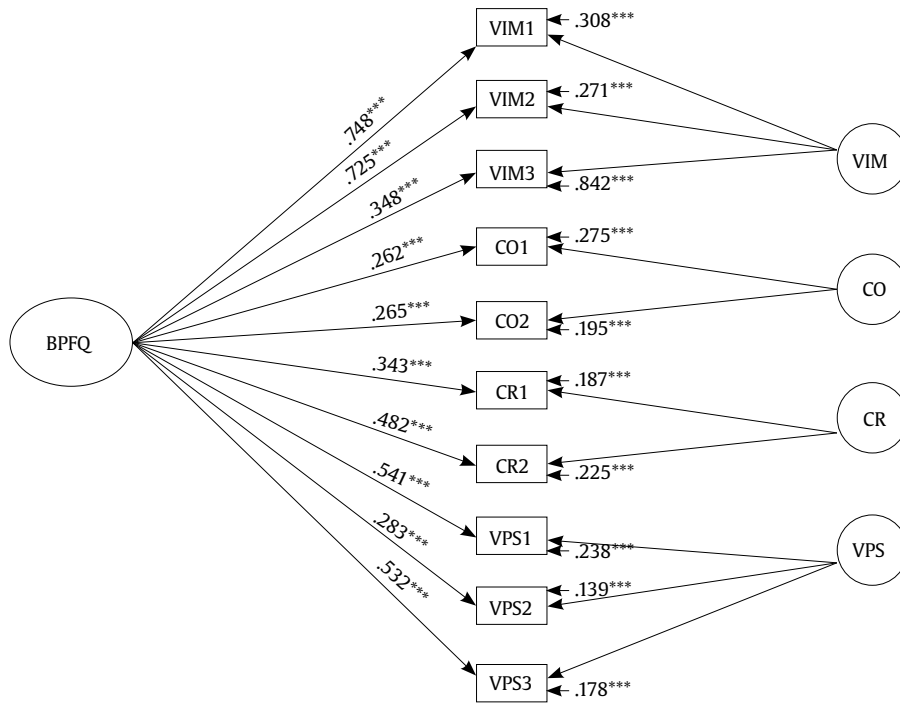 VIM1
.308***
.748***
VIM2
.271***
.725***
VIM
VIM3
.842***
.348***
CO1
.275***
.262***
CO
CO2
.195***
.265***
BPFQ
CR1
.187***
.343***
CR
CR2
.225***
.482***
VPS1
.238***
.541***
VPS
VPS2
.139***
.283***
VPS3
.178***
.532***